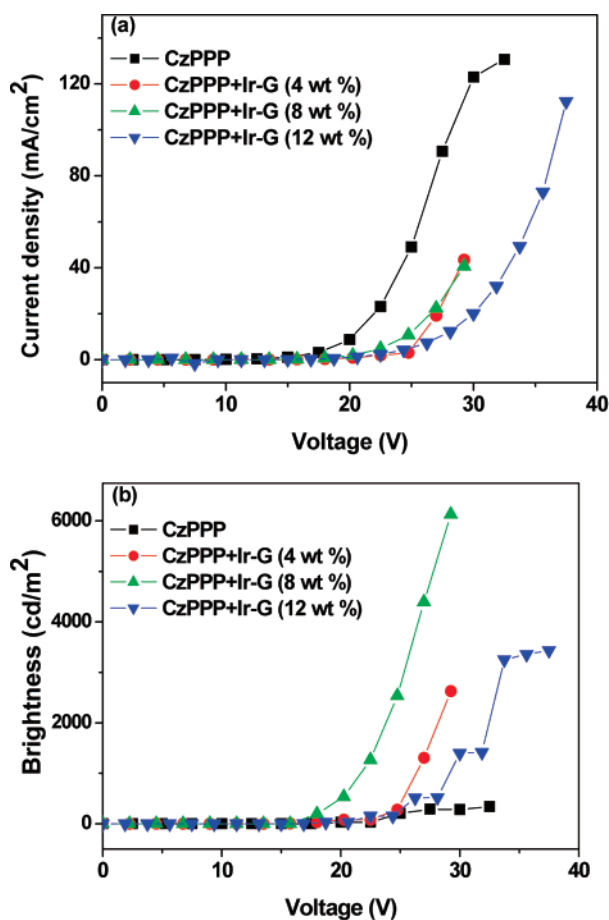 (a)
CzPPP
CzPPP+Ir-G (4 wt %)
CzPPP+Ir-G (8 wt %)
CzPPP+Ir-G (12 wt %)
Current density (mA/cm²)
120
80
40
0
0 10 20 30 40
Voltage (V)
(b)
CzPPP
CzPPP+Ir-G (4 wt %)
CzPPP+Ir-G (8 wt %)
CzPPP+Ir-G (12 wt %)
Brightness (cd/m²)
6000
4000
2000
0
0 10 20 30 40
Voltage (V)